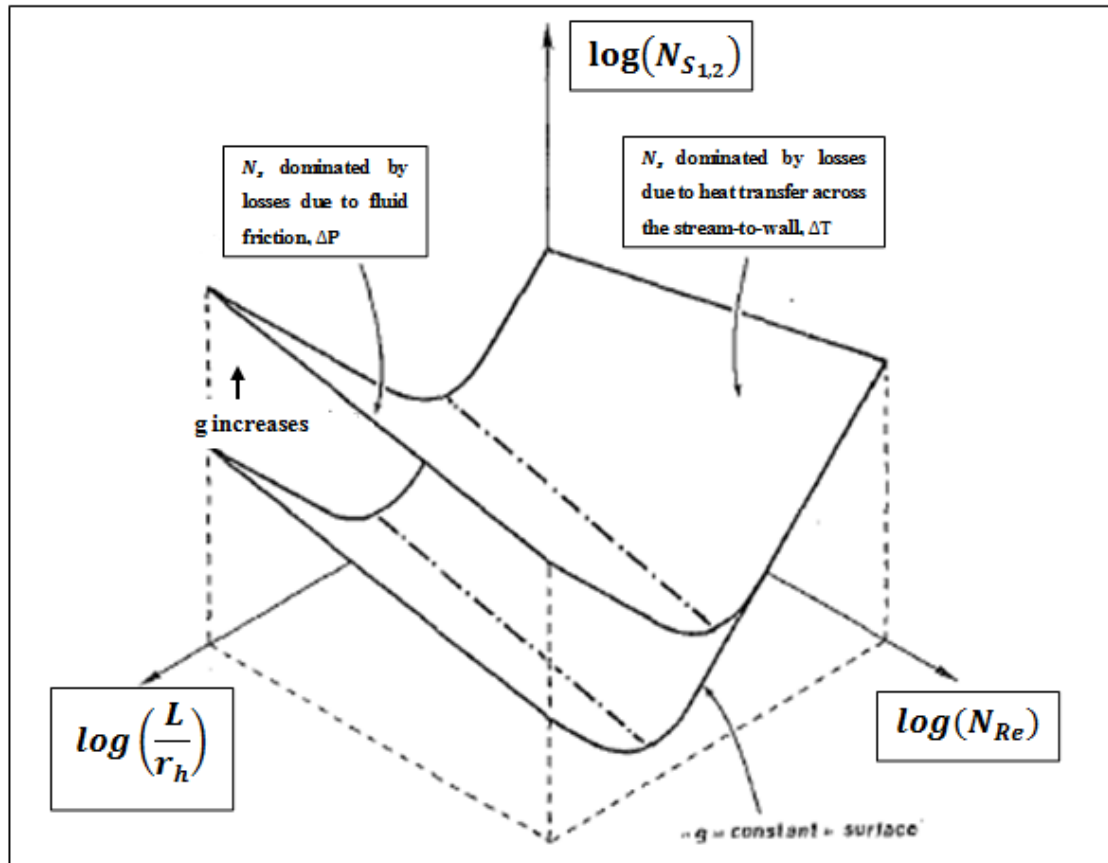 log(N_{S_{1,2}})
N_s dominated by
losses due to fluid
friction, ΔP
N_s dominated by losses
due to heat transfer across
the stream-to-wall, ΔT
g increases
log(L/r_h)
log(N_{Re})
g = constant = surface